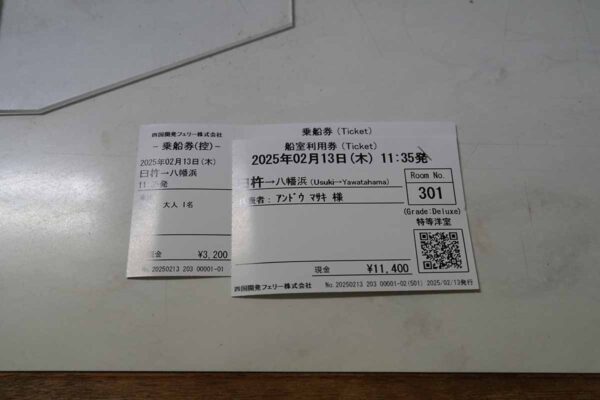 四国開発フェリー株式会社
- 乗船券(控) -
2025年02月13日(木)
臼杵→八幡浜
大人 1名
現金 ¥3,200
No.20250213 203 00001-01
乗船券 (Ticket)
船室利用券 (Ticket)
2025年02月13日(木) 11:35発
臼杵→八幡浜(Usuki→Yawatahama)
アンドウ マサキ 様
Room No.
301
(Grade:Deluxe)
特等洋室
現金 ¥11,400
四国開発フェリー株式会社 No.20250213 203 00001-02(S01) 2025/02/13発行